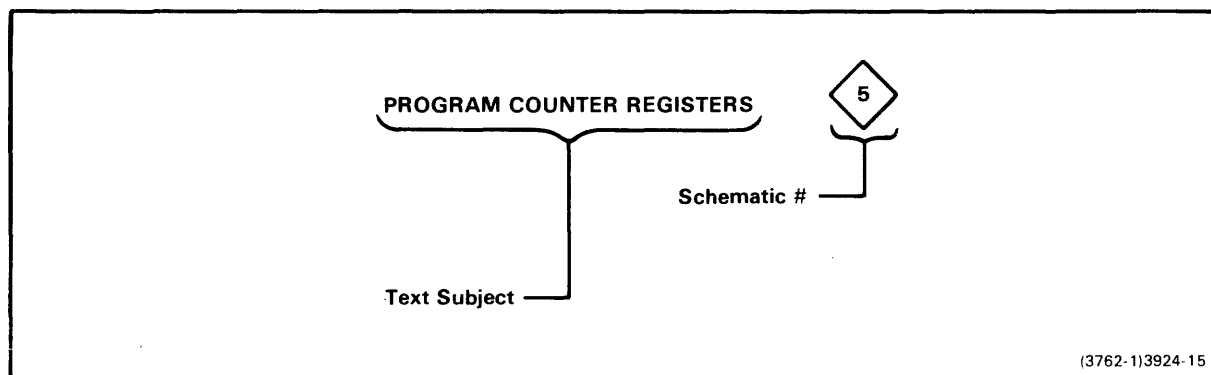 PROGRAM COUNTER REGISTERS
5
Schematic #
Text Subject
(3762-1)3924-15